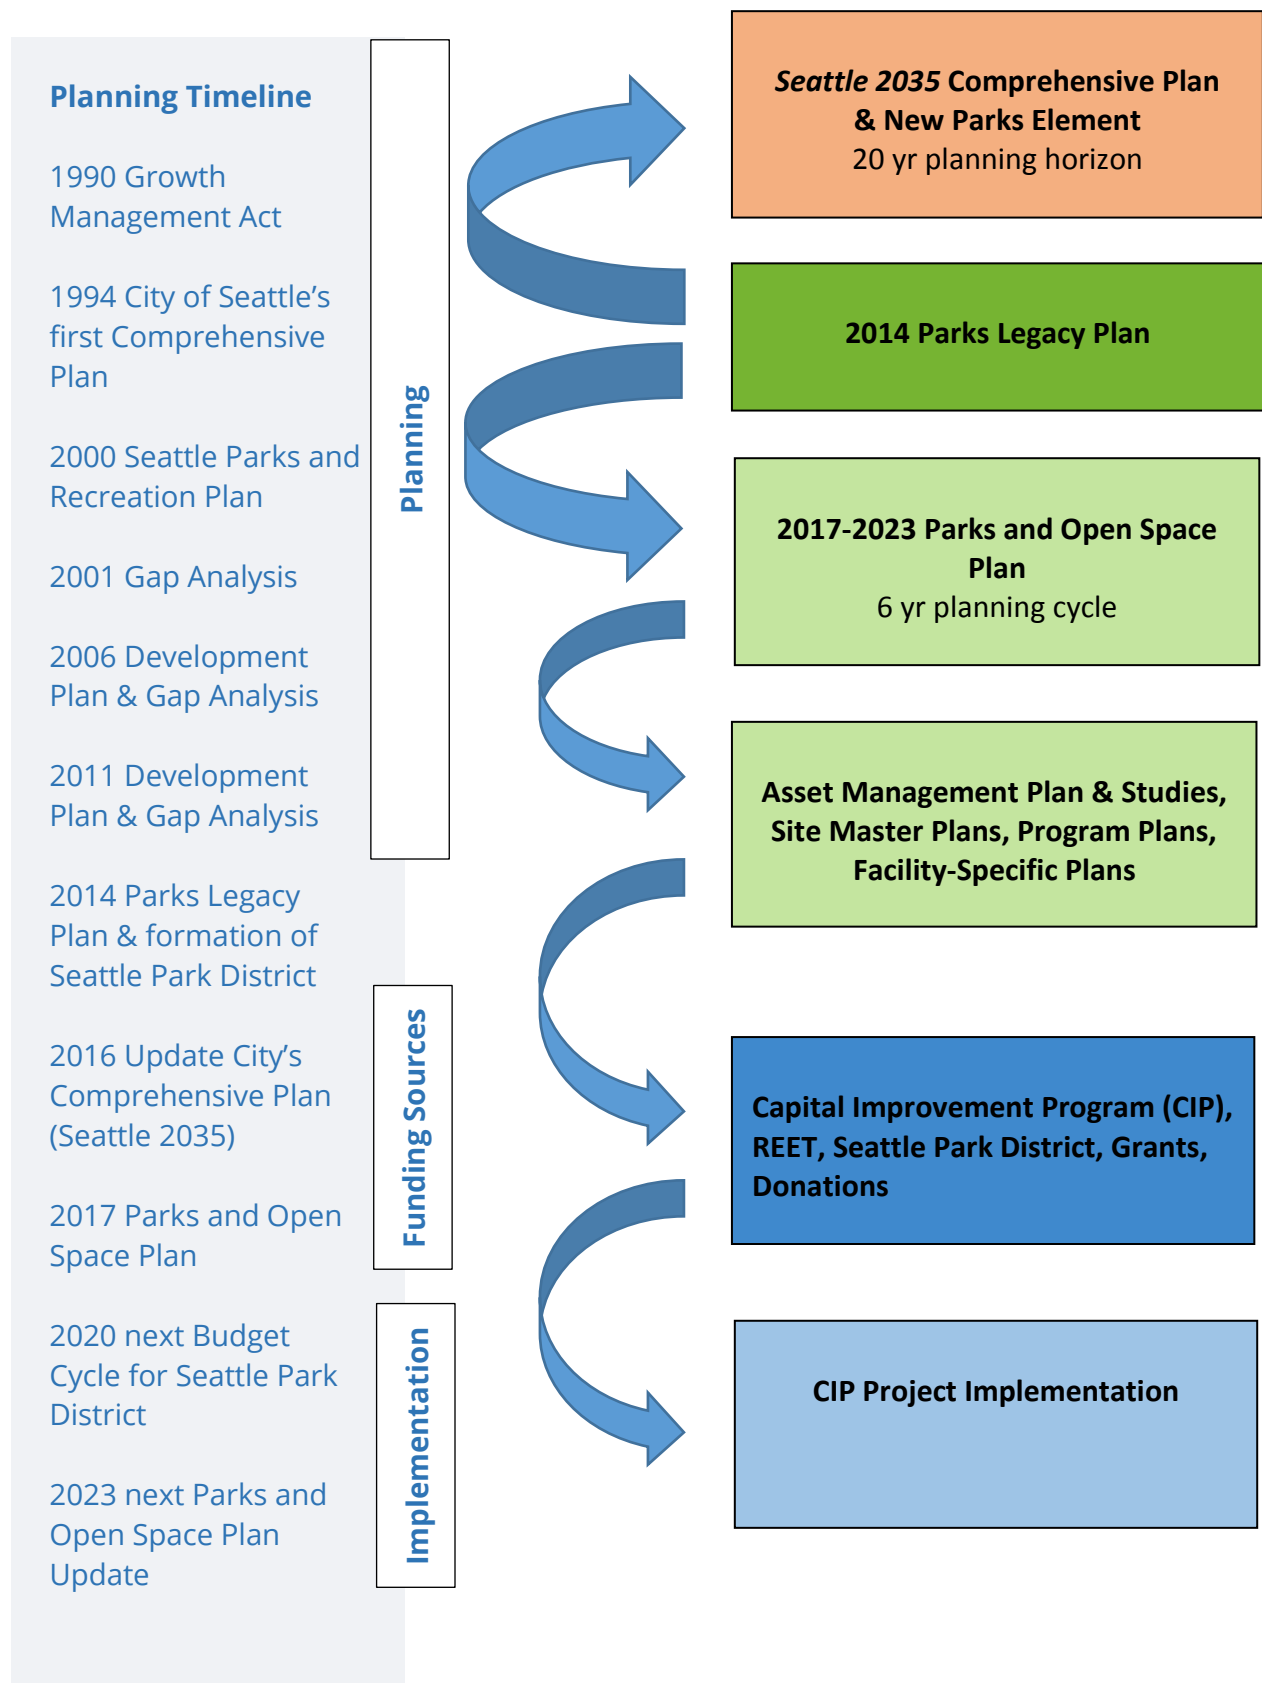 Planning Timeline
1990 Growth
Management Act
1994 City of Seattle’s
first Comprehensive
Plan
2000 Seattle Parks and
Recreation Plan
2001 Gap Analysis
2006 Development
Plan & Gap Analysis
2011 Development
Plan & Gap Analysis
2014 Parks Legacy
Plan & formation of
Seattle Park District
2016 Update City’s
Comprehensive Plan
(Seattle 2035)
2017 Parks and Open
Space Plan
2020 next Budget
Cycle for Seattle Park
District
2023 next Parks and
Open Space Plan
Update
Planning
Funding Sources
Implementation
Seattle 2035 Comprehensive Plan
& New Parks Element
20 yr planning horizon
2014 Parks Legacy Plan
2017-2023 Parks and Open Space
Plan
6 yr planning cycle
Asset Management Plan & Studies,
Site Master Plans, Program Plans,
Facility-Specific Plans
Capital Improvement Program (CIP),
REET, Seattle Park District, Grants,
Donations
CIP Project Implementation